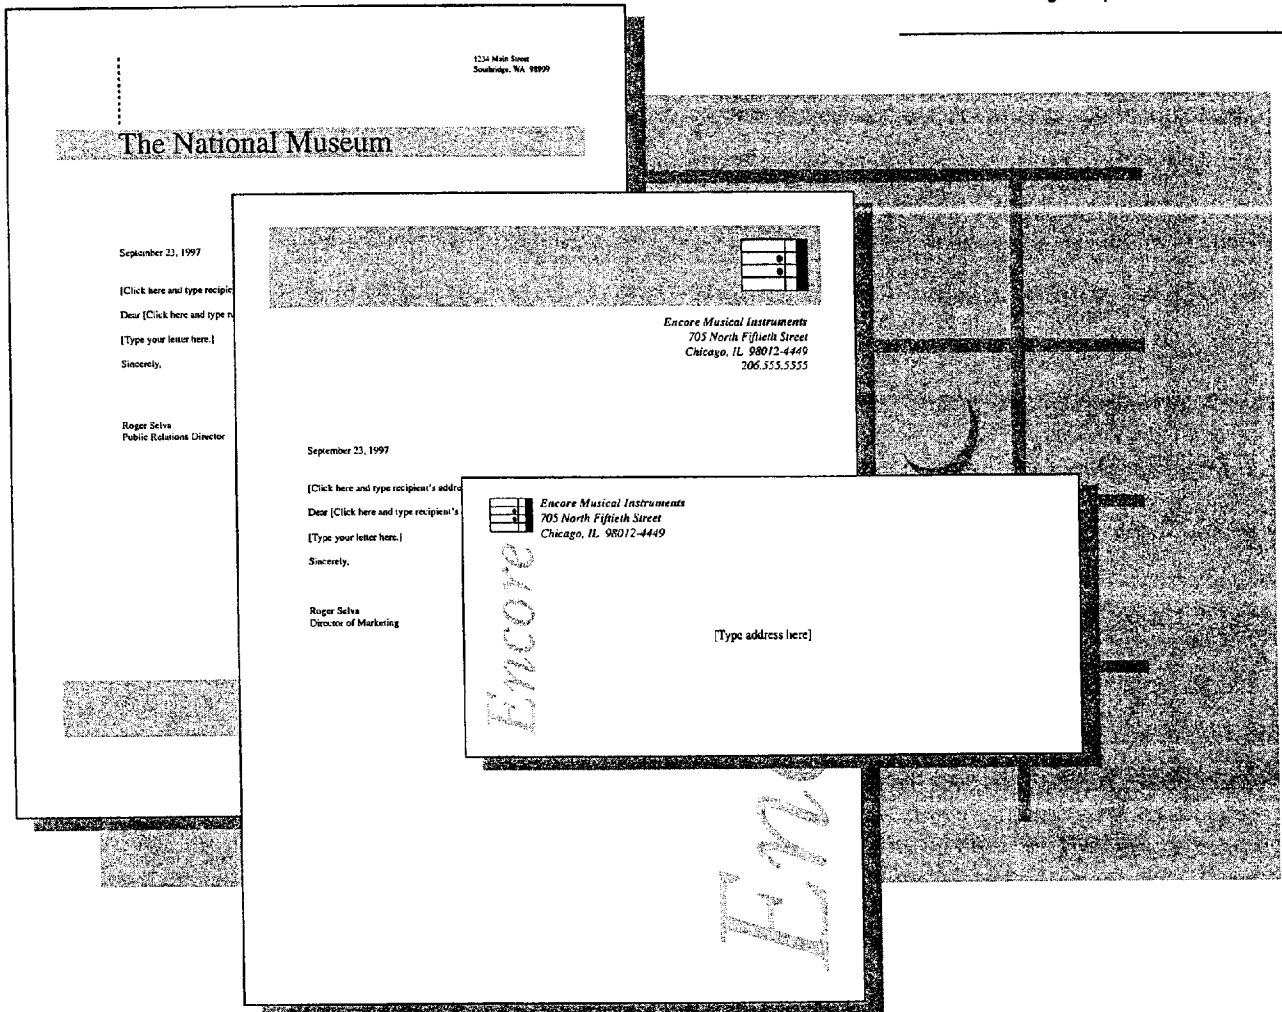 1234 Main Street
Southridge, WA 98999
The National Museum
September 23, 1997
[Click here and type recipie
Dear [Click here and type r
[Type your letter here.]
Sincerely,
Roger Selva
Public Relations Director
Encore Musical Instruments
705 North Fiftieth Street
Chicago, IL 98012-4449
206.555.5555
September 23, 1997
[Click here and type recipient's addre
Dear [Click here and type recipient's
[Type your letter here.]
Sincerely,
Roger Selva
Director of Marketing
Enc
Encore Musical Instruments
705 North Fiftieth Street
Chicago, IL 98012-4449
Encore
[Type address here]